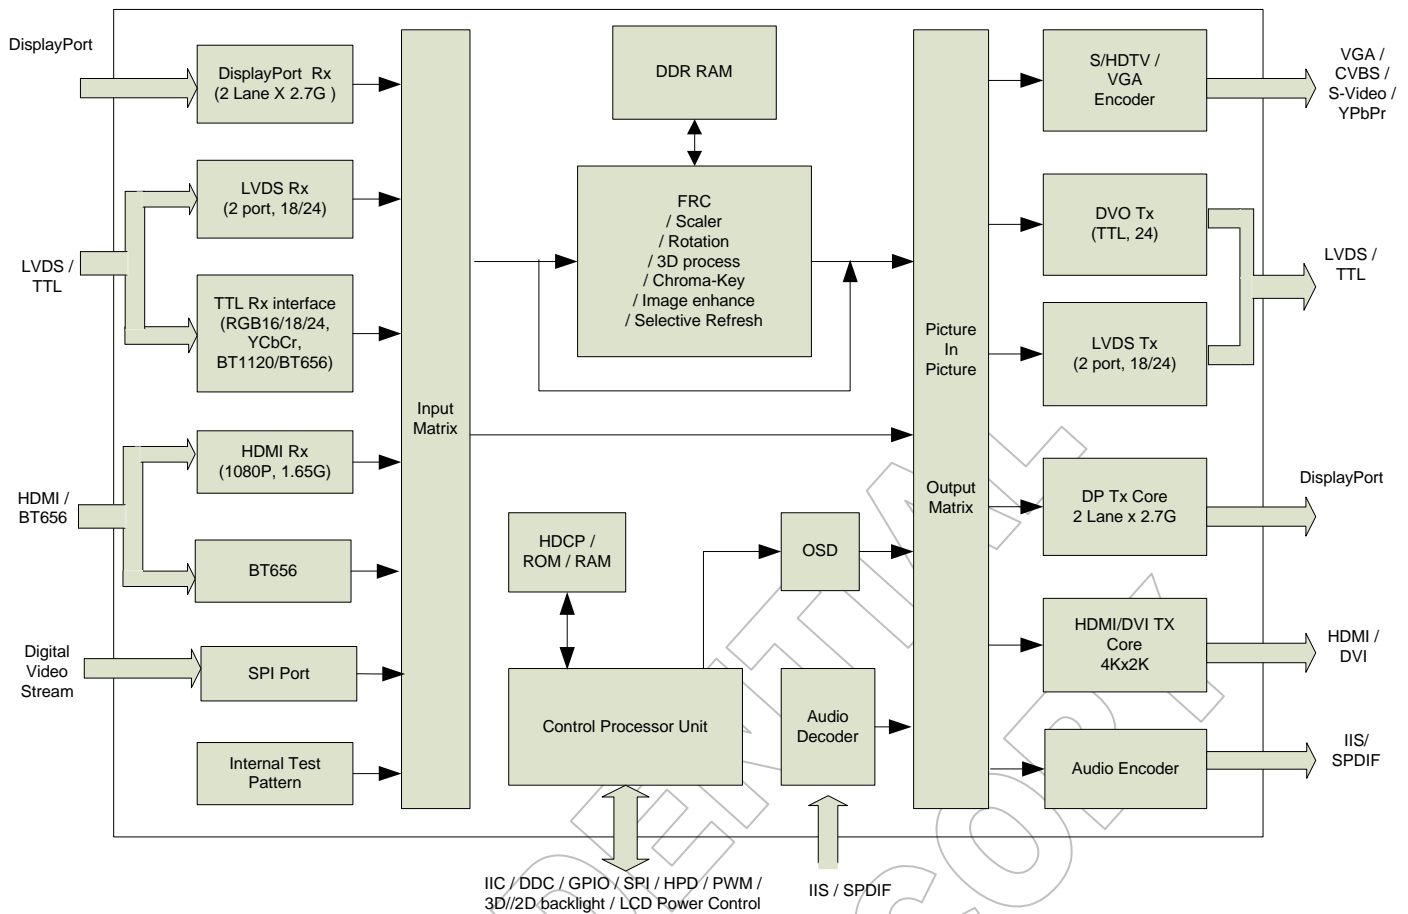 DisplayPort
DisplayPort Rx
(2 Lane X 2.7G )
LVDS Rx
(2 port, 18/24)
LVDS /
TTL
TTL Rx interface
(RGB16/18/24,
YCbCr,
BT1120/BT656)
HDMI Rx
(1080P, 1.65G)
HDMI /
BT656
BT656
Digital
Video
Stream
SPI Port
Internal Test
Pattern
Input
Matrix
DDR RAM
FRC
/ Scaler
/ Rotation
/ 3D process
/ Chroma-Key
/ Image enhance
/ Selective Refresh
HDCP /
ROM / RAM
OSD
Control Processor Unit
Audio
Decoder
IIC / DDC / GPIO / SPI / HPD / PWM /
3D//2D backlight / LCD Power Control
IIS / SPDIF
Picture
In
Picture
Output
Matrix
S/HDTV /
VGA
Encoder
VGA /
CVBS /
S-Video /
YPbPr
DVO Tx
(TTL, 24)
LVDS /
TTL
LVDS Tx
(2 port, 18/24)
DP Tx Core
2 Lane x 2.7G
DisplayPort
HDMI/DVI TX
Core
4Kx2K
HDMI /
DVI
Audio Encoder
IIS/
SPDIF